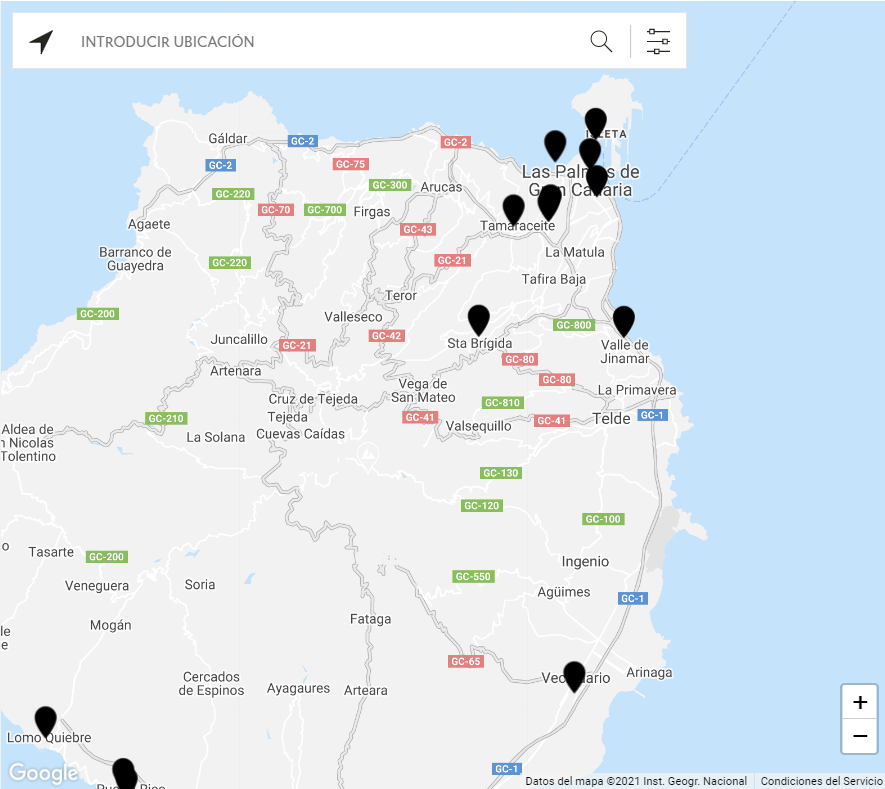 INTRODUCIR UBICACIÓN
Gáldar
GC-2
GC-2
GC-2
GC-75
GC-300
Arucas
GC-220
GC-70
GC-700
Firgas
Las Palmas de
Gran Canaria
Agaete
GC-43
Tamaraceite
Barranco de
Guayedra
GC-220
GC-21
La Matula
Tafira Baja
Teror
GC-200
Valleseco
GC-42
GC-800
Juncalillo
GC-21
Sta Brígida
Valle de
Jinamar
GC-80
Artenara
GC-80
Vega de
San Mateo
La Primavera
Cruz de Tejeda
GC-810
GC-210
Tejeda
GC-41
GC-41
Telde
GC-1
Aldea de
Nicolas
Tolentino
La Solana
Cuevas Caídas
Valsequillo
GC-130
GC-120
GC-100
Tasarte
GC-200
Ingenio
Veneguera
Soria
GC-550
Agüimes
GC-1
Mogán
Fataga
GC-65
Cercados
de Espinos
Ayagaures
Arteara
Arinaga
Lomo Quiebre
GC-1
Google
Datos del mapa ©2021 Inst. Geogr. Nacional
Condiciones del Servicio